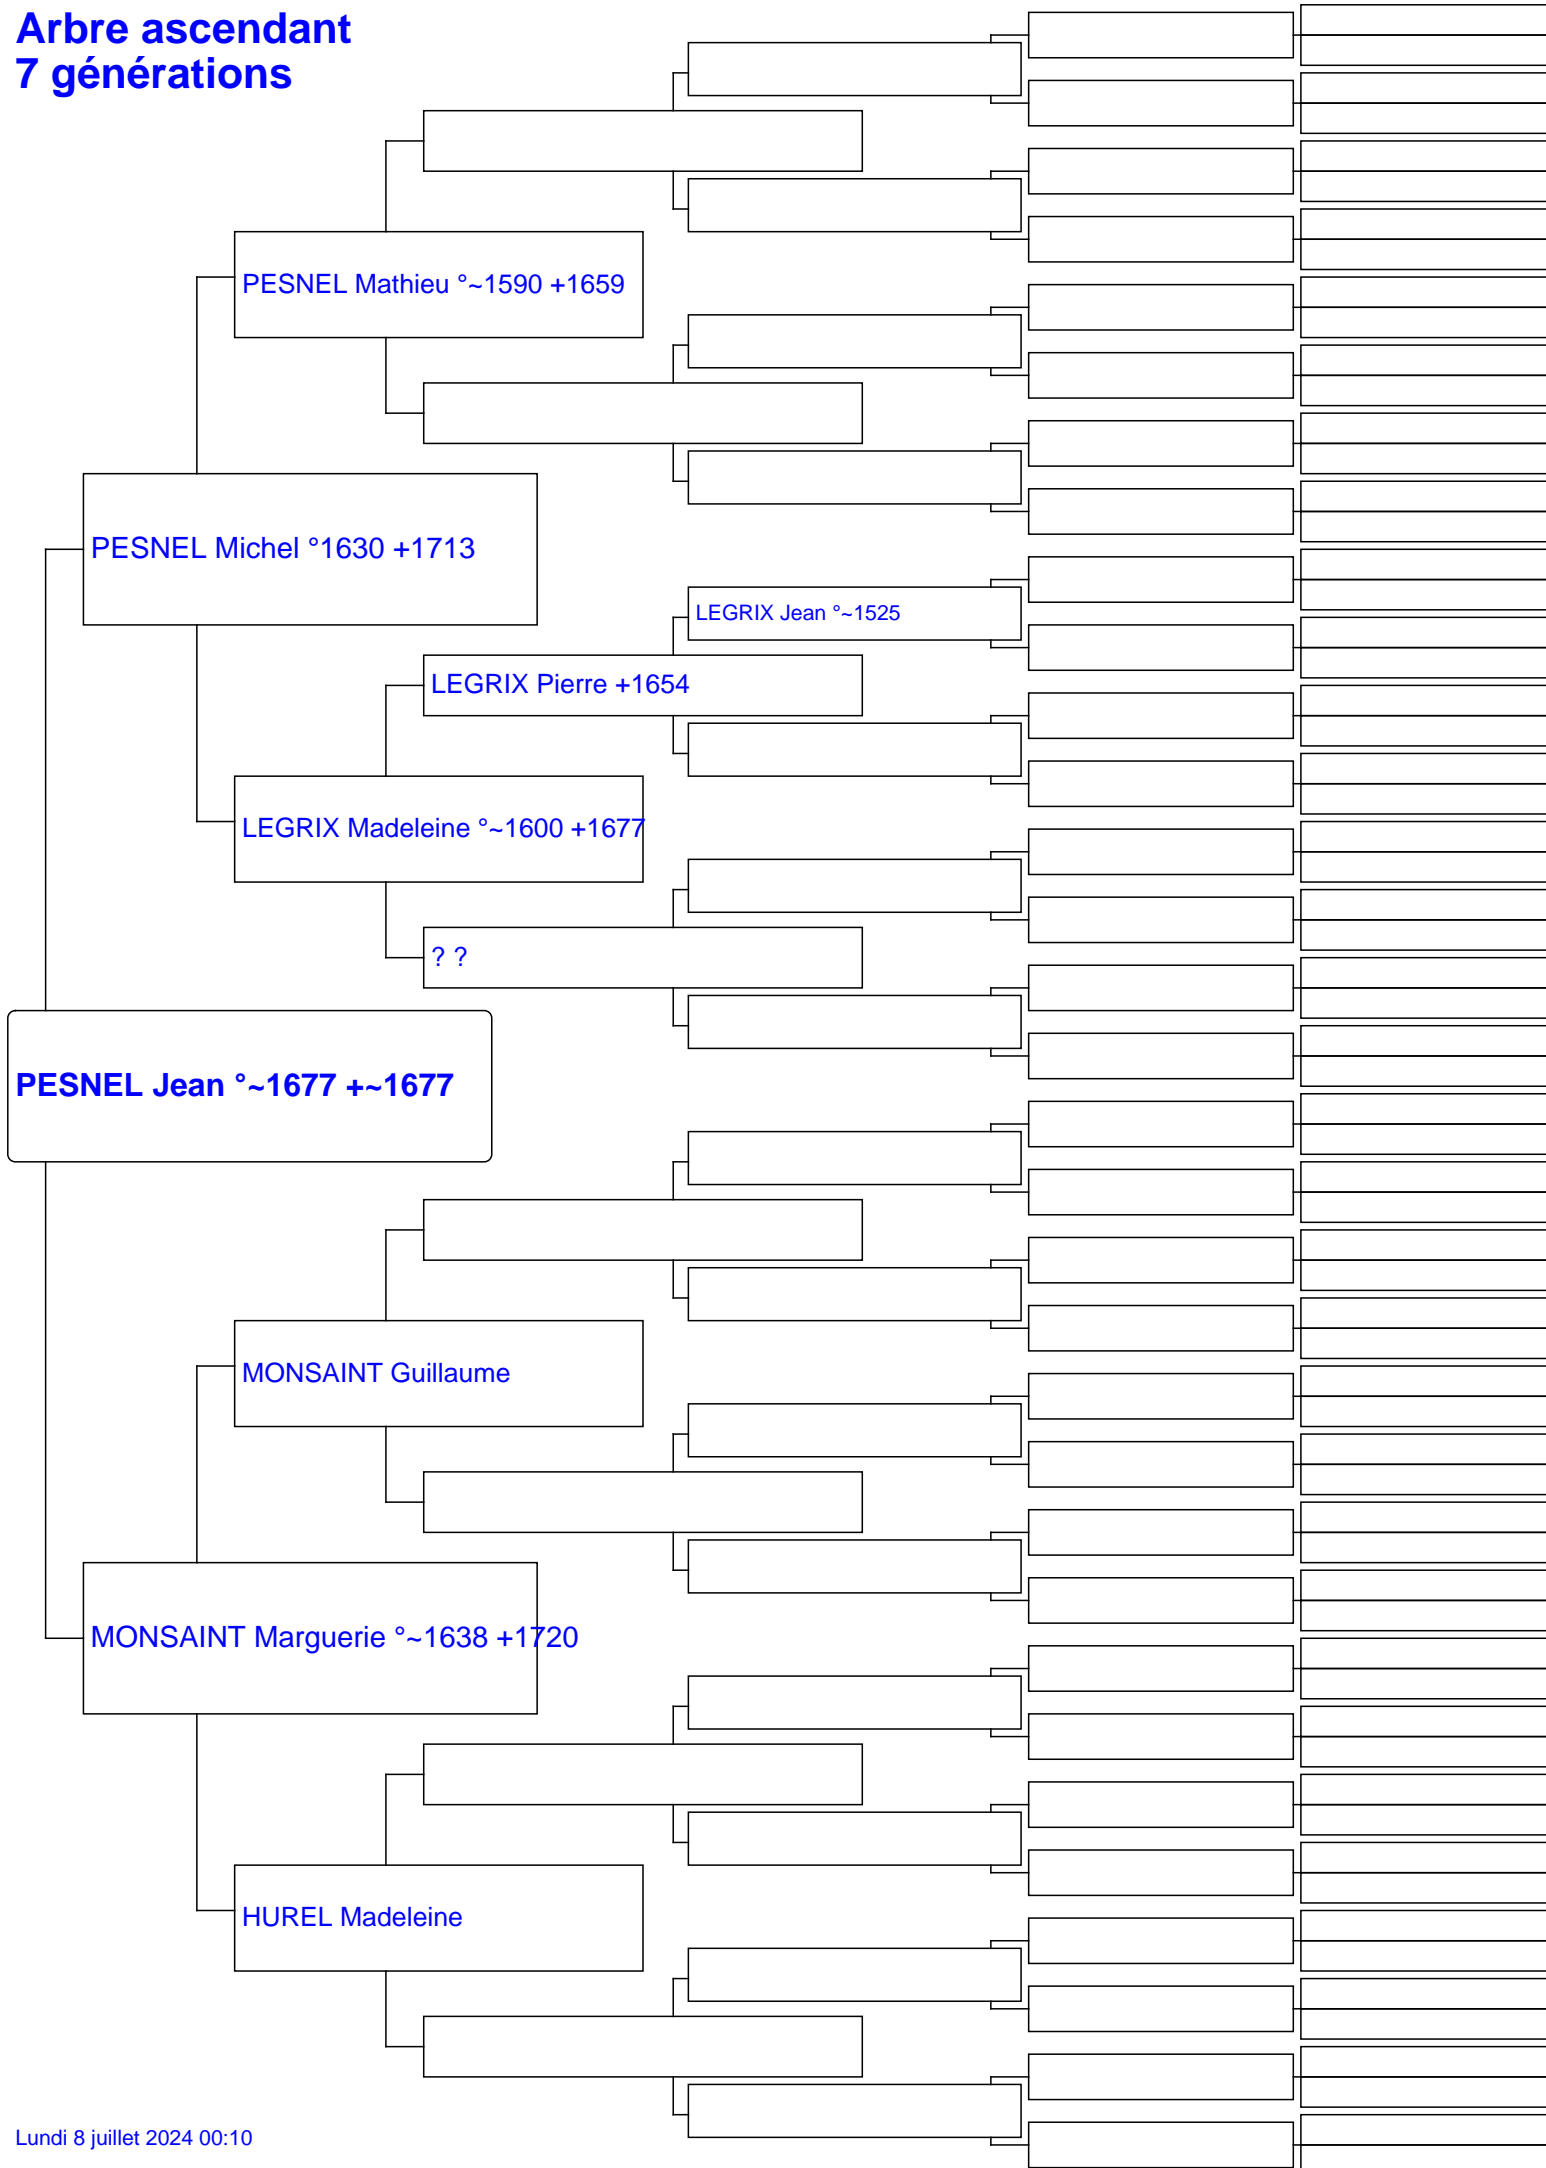 Arbre ascendant
7 générations
PESNEL Mathieu °~1590 +1659
PESNEL Michel °1630 +1713
LEGRIX Jean °~1525
LEGRIX Pierre +1654
LEGRIX Madeleine °~1600 +1677
? ?
PESNEL Jean °~1677 +~1677
MONSAINT Guillaume
MONSAINT Marguerie °~1638 +1720
HUREL Madeleine
Lundi 8 juillet 2024 00:10